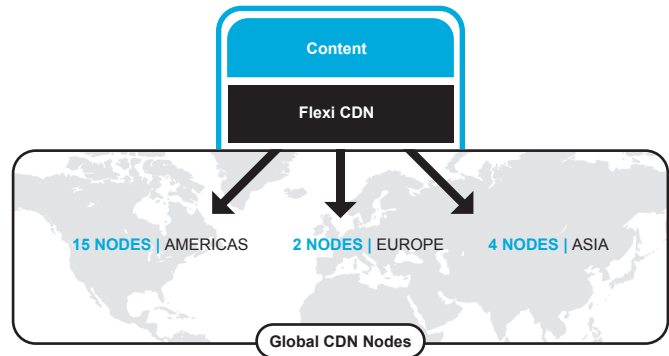 Content
Flexi CDN
15 NODES | AMERICAS
2 NODES | EUROPE
4 NODES | ASIA
Global CDN Nodes